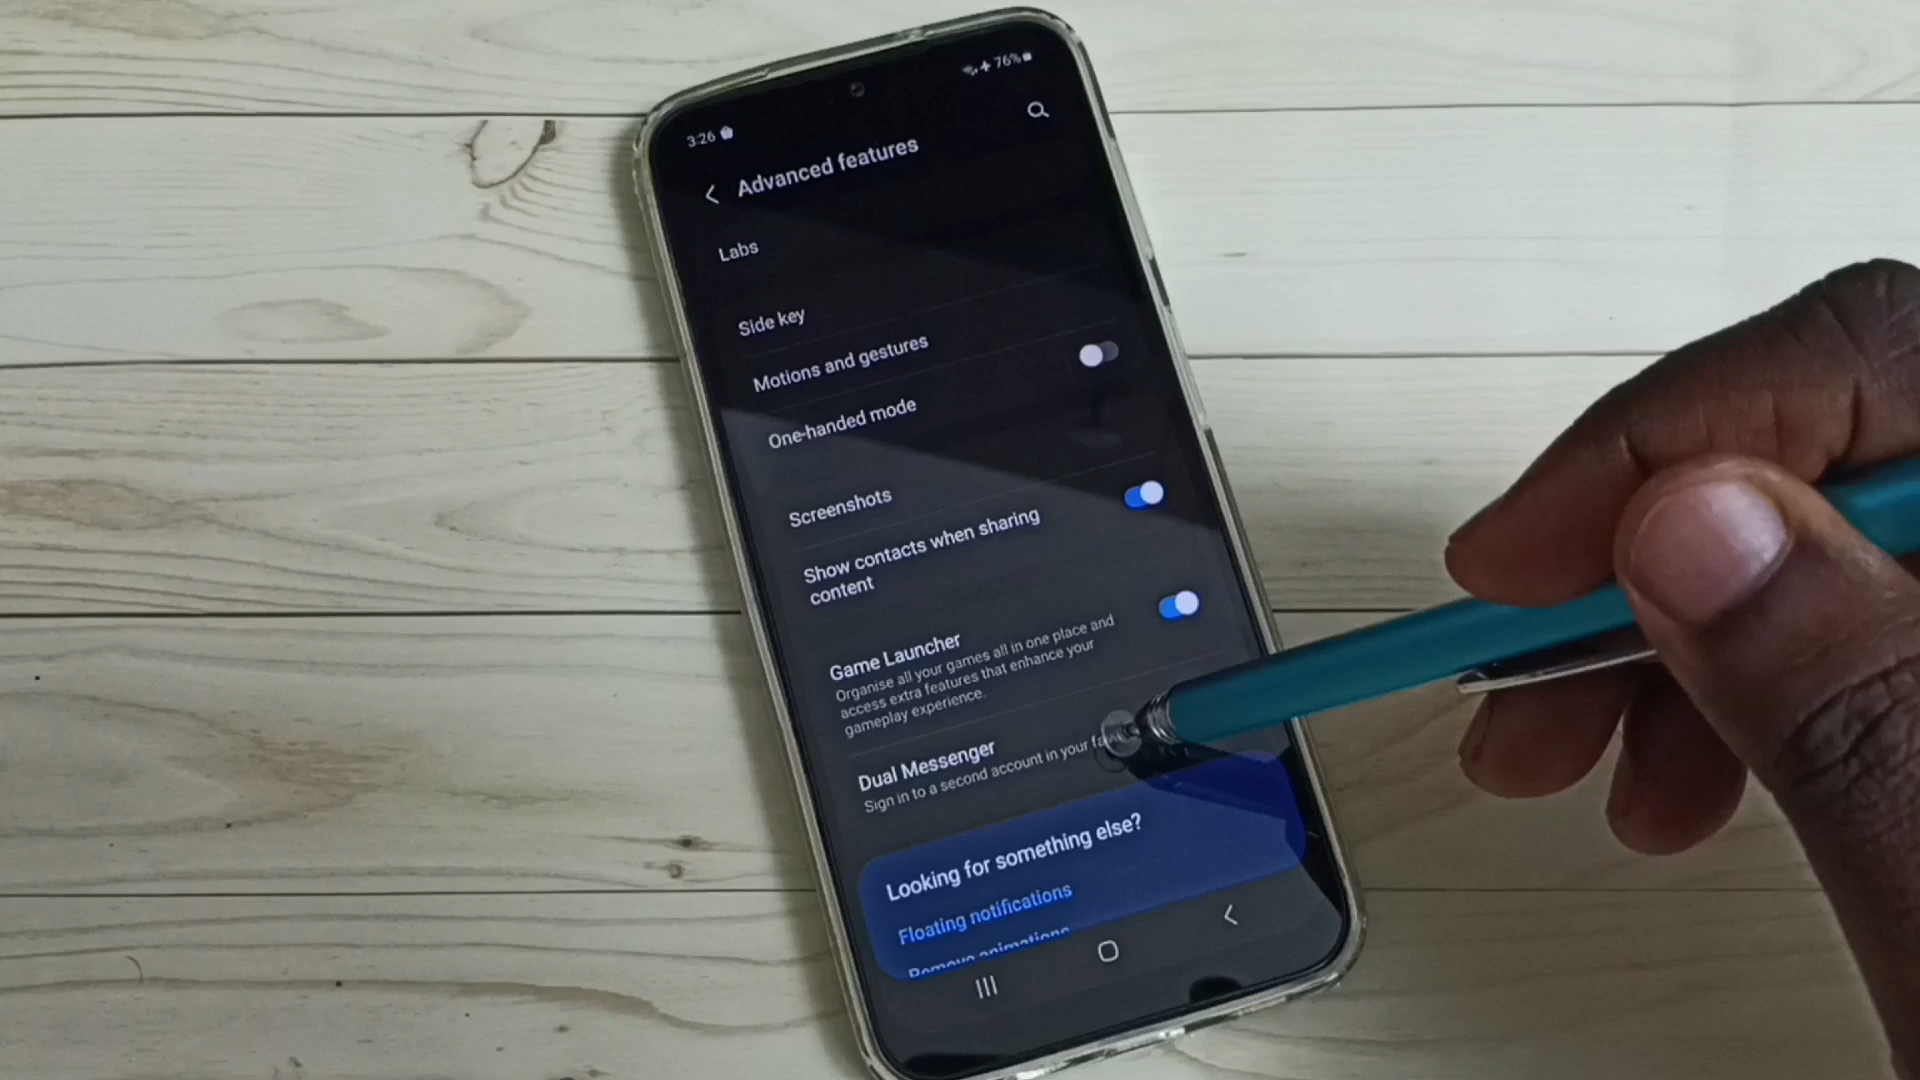 3:26
76%
Advanced features
Labs
Side key
Motions and gestures
One-handed mode
Screenshots
Show contacts when sharing
content
Game Launcher
Organise all your games all in one place and
access extra features that enhance your
gameplay experience.
Dual Messenger
Sign in to a second account in your
Looking for something else?
Floating notifications
Remove animations